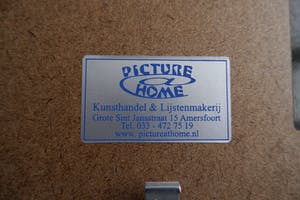 PICTURE
@
HOME
Kunsthandel & Lijstenmakerij
Grote Sint Jansstraat 15 Amersfoort
Tel. 033 - 472 75 19
www.pictureathome.nl